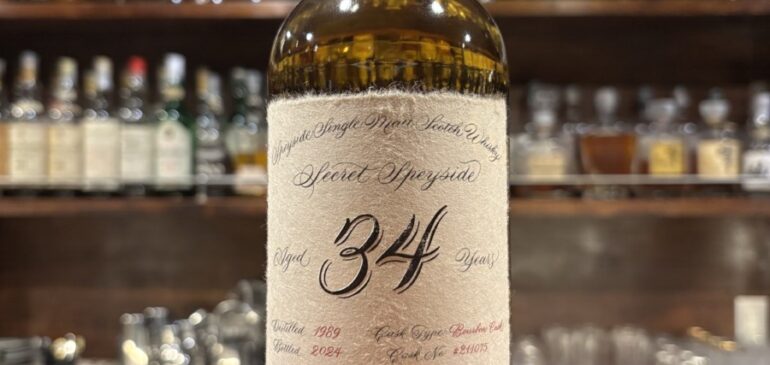 Speyside Single Malt Scotch Whisky
Secret Speyside
Aged 34 Years
Distilled 1989 Cask Type Bourbon Cask
Bottled 2024 Cask No #211075